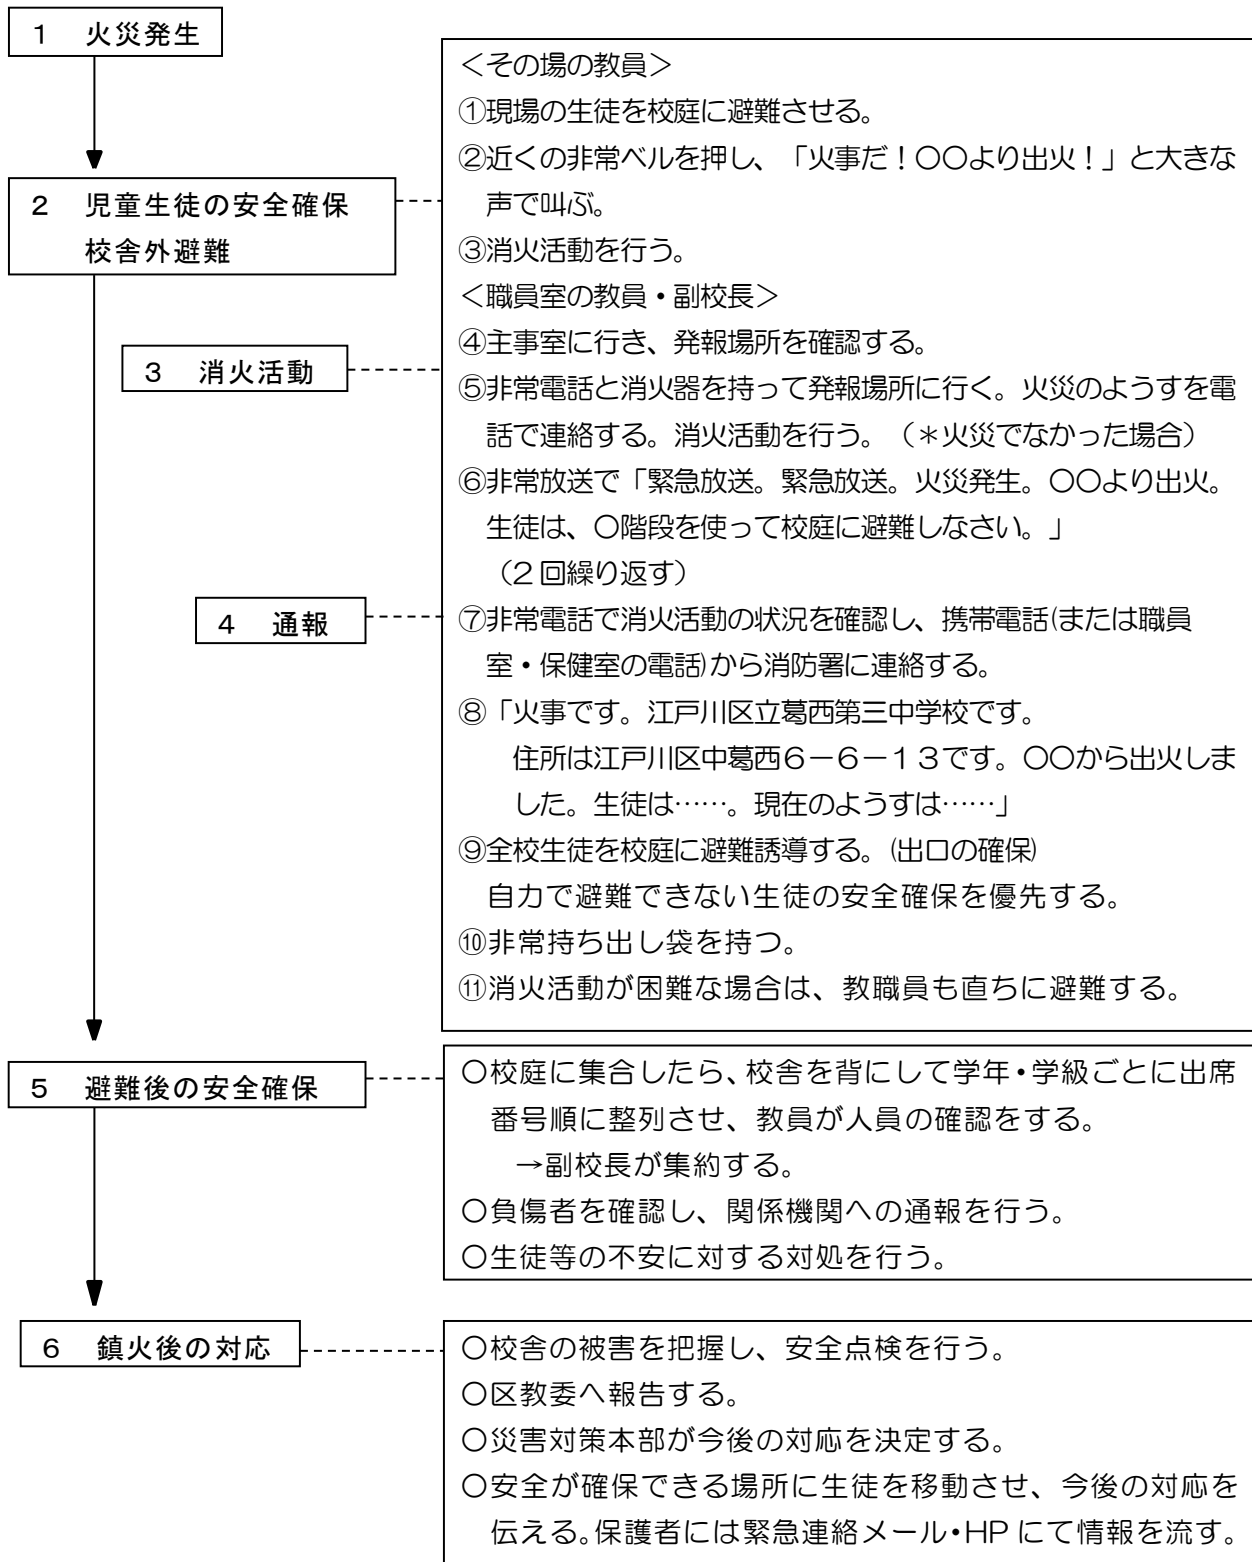 1 火災発生
＜その場の教員＞
①現場の生徒を校庭に避難させる。
②近くの非常ベルを押し、「火事だ！〇〇より出火！」と大きな
声で叫ぶ。
③消火活動を行う。
2 児童生徒の安全確保
校舎外避難
＜職員室の教員・副校長＞
④主事室に行き、発報場所を確認する。
⑤非常電話と消火器を持って発報場所に行く。火災のようすを電
話で連絡する。消火活動を行う。（＊火災でなかった場合）
3 消火活動
⑥非常放送で「緊急放送。緊急放送。火災発生。〇〇より出火。
生徒は、〇階段を使って校庭に避難しなさい。」
（2回繰り返す）
4 通報
⑦非常電話で消火活動の状況を確認し、携帯電話(または職員
室・保健室の電話)から消防署に連絡する。
⑧「火事です。江戸川区立葛西第三中学校です。
住所は江戸川区中葛西６－６－１３です。〇〇から出火しま
した。生徒は……。現在のようすは……」
⑨全校生徒を校庭に避難誘導する。(出口の確保)
自力で避難できない生徒の安全確保を優先する。
⑩非常持ち出し袋を持つ。
⑪消火活動が困難な場合は、教職員も直ちに避難する。
5 避難後の安全確保
〇校庭に集合したら、校舎を背にして学年・学級ごとに出席
番号順に整列させ、教員が人員の確認をする。
→副校長が集約する。
〇負傷者を確認し、関係機関への通報を行う。
〇生徒等の不安に対する対処を行う。
6 鎮火後の対応
〇校舎の被害を把握し、安全点検を行う。
〇区教委へ報告する。
〇災害対策本部が今後の対応を決定する。
〇安全が確保できる場所に生徒を移動させ、今後の対応を
伝える。保護者には緊急連絡メール・HPにて情報を流す。